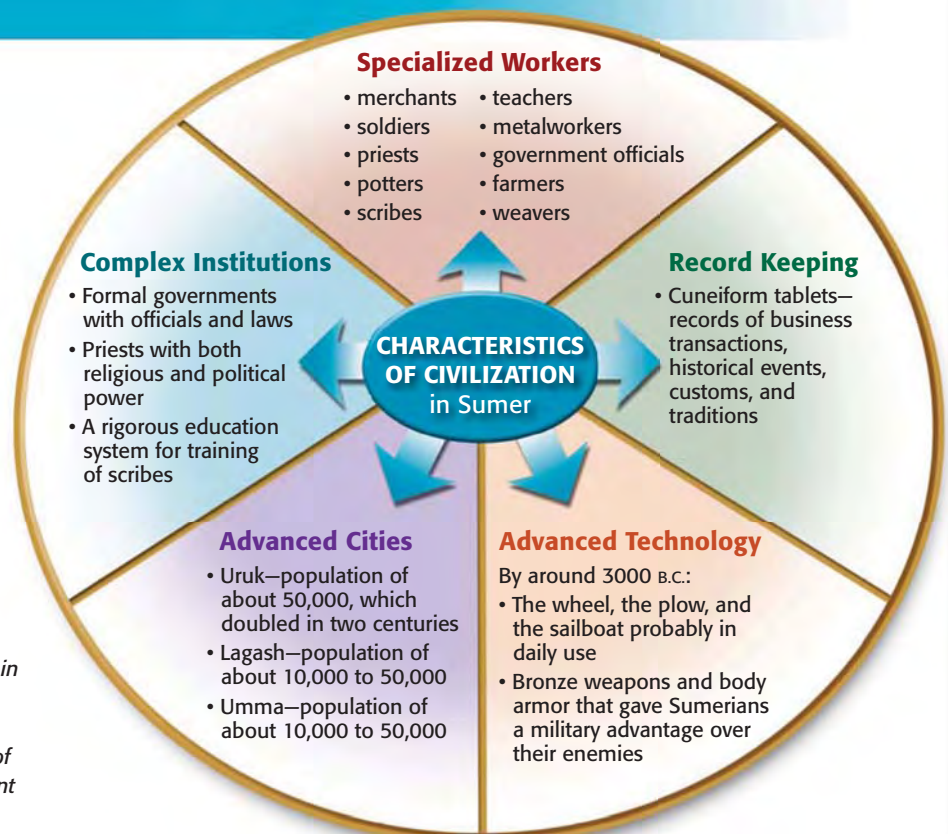 Specialized Workers
• merchants
• soldiers
• priests
• potters
• scribes
• teachers
• metalworkers
• government officials
• farmers
• weavers
Complex Institutions
• Formal governments
with officials and laws
• Priests with both
religious and political
power
• A rigorous education
system for training
of scribes
CHARACTERISTICS
OF CIVILIZATION
in Sumer
Record Keeping
• Cuneiform tablets—
records of business
transactions,
historical events,
customs, and
traditions
Advanced Cities
• Uruk—population of
about 50,000, which
doubled in two centuries
• Lagash—population of
about 10,000 to 50,000
• Umma—population of
about 10,000 to 50,000
Advanced Technology
By around 3000 B.C.:
• The wheel, the plow, and
the sailboat probably in
daily use
• Bronze weapons and body
armor that gave Sumerians
a military advantage over
their enemies
in
of